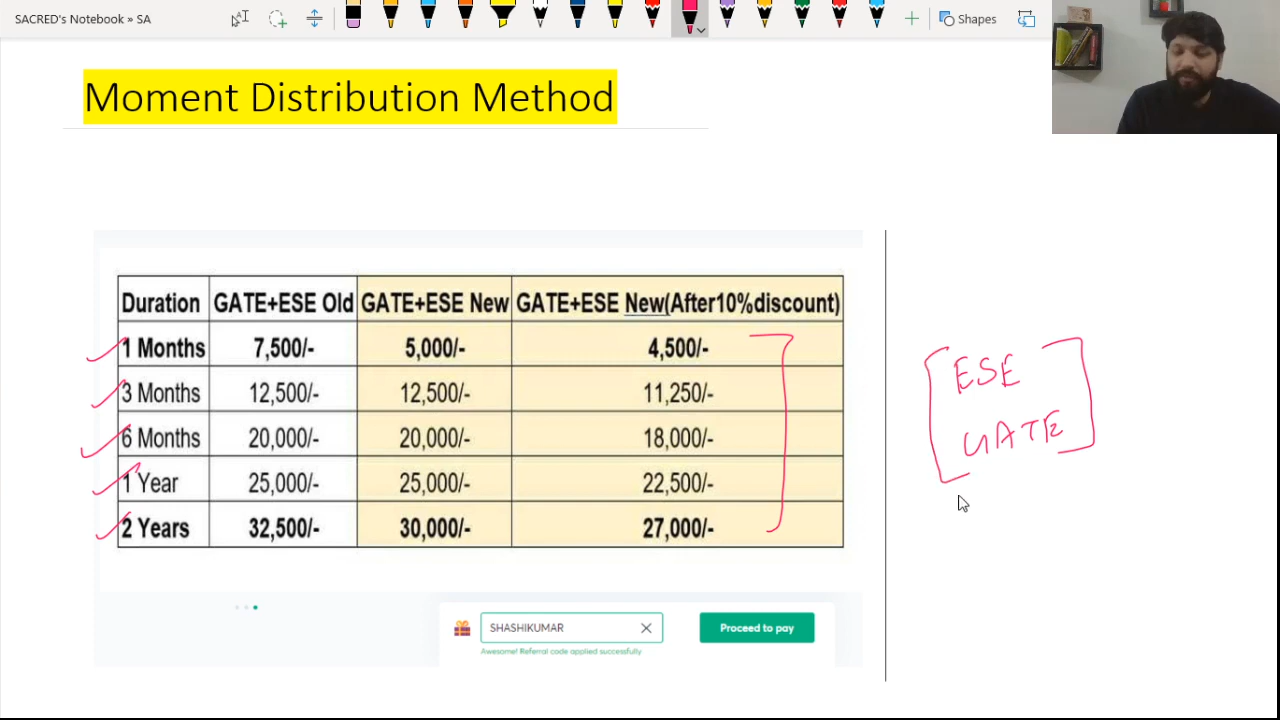 SACRED's Notebook » SA
Shapes
Moment Distribution Method
Duration GATE+ESE Old GATE+ESE New GATE+ESE New(After10%discount)
1 Months 7,500/- 5,000/- 4,500/-
3 Months 12,500/- 12,500/- 11,250/-
6 Months 20,000/- 20,000/- 18,000/-
1 Year 25,000/- 25,000/- 22,500/-
2 Years 32,500/- 30,000/- 27,000/-
ESE
GATE
SHASHIKUMAR Proceed to pay
Awesome! Referral code applied successfully